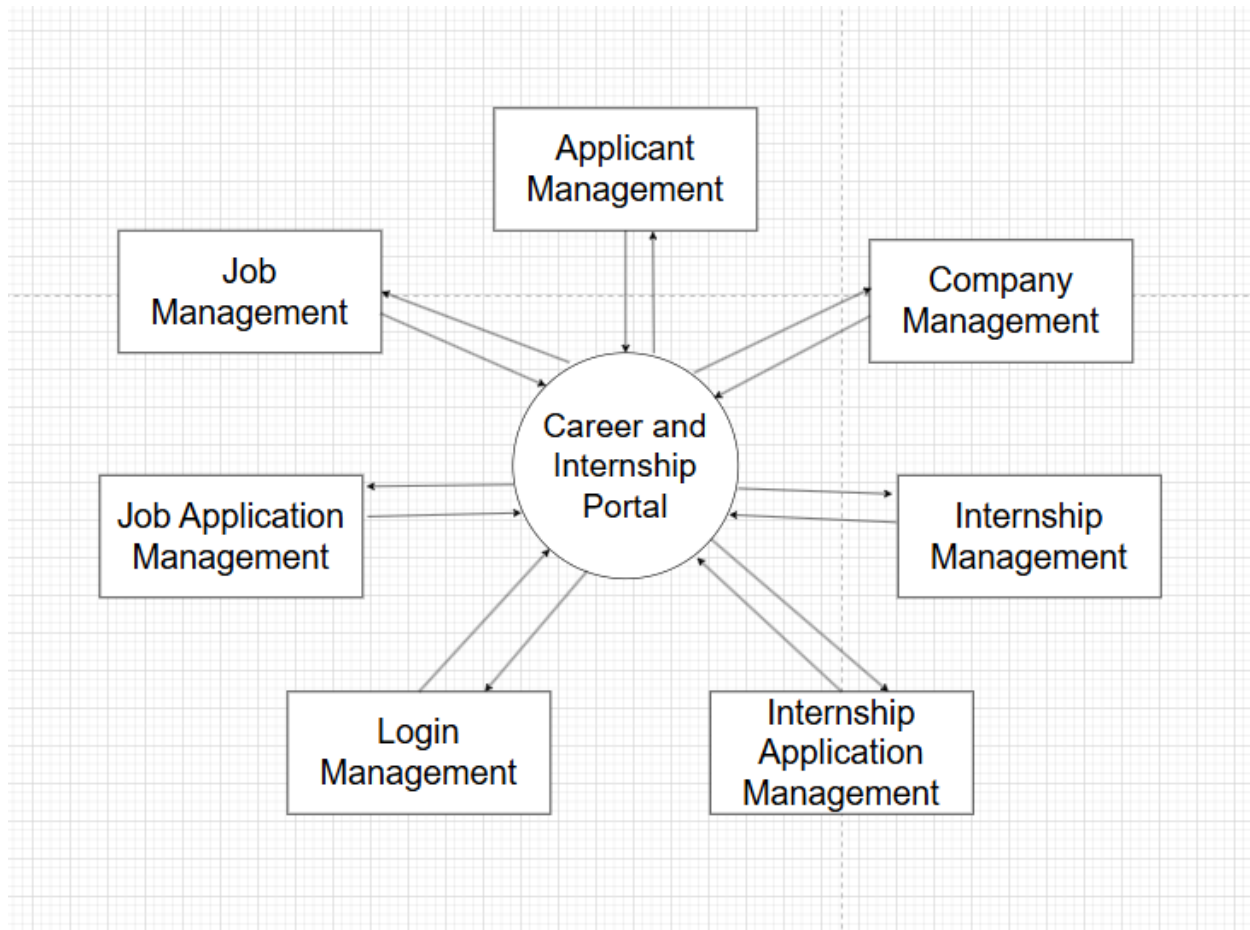 Applicant
Management
Job
Management
Company
Management
Career and
Internship
Portal
Job Application
Management
Internship
Management
Login
Management
Internship
Application
Management